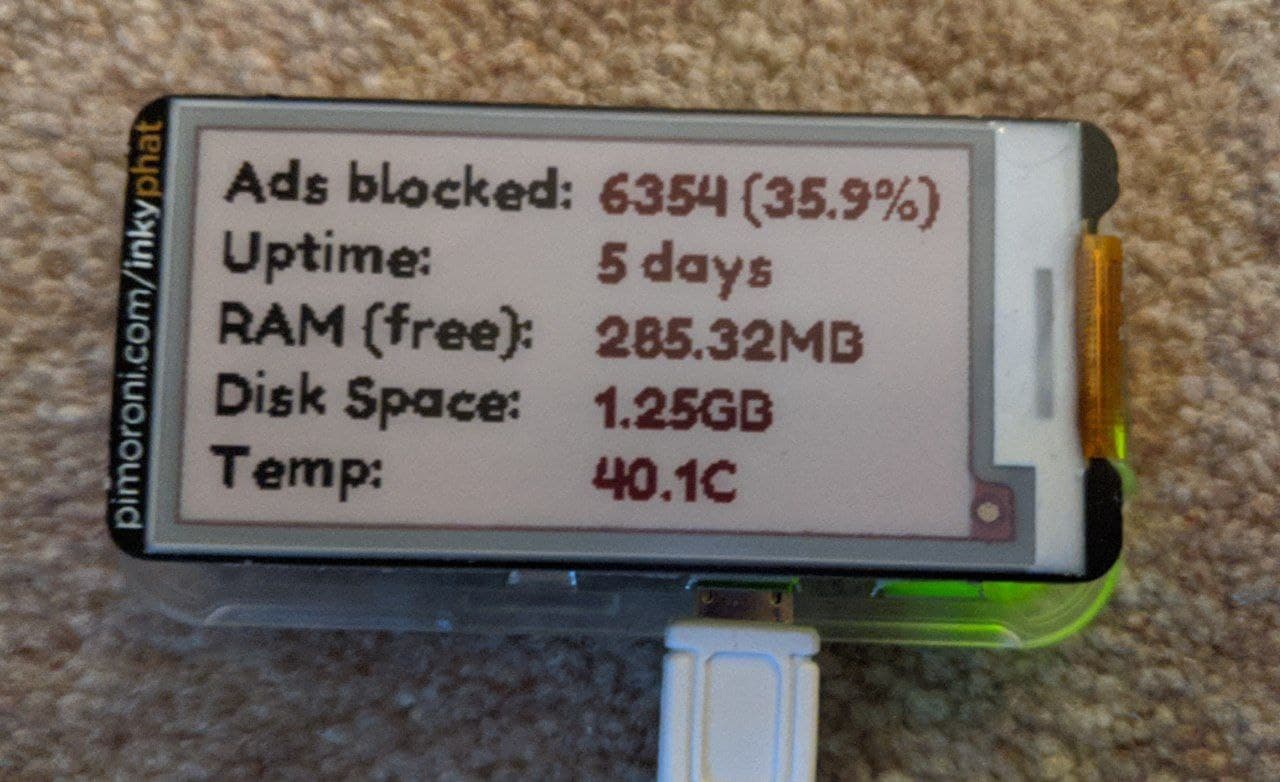 pimoroni.com/inkyphat
Ads blocked: 6354 (35.9%)
Uptime: 5 days
RAM (free): 285.32MB
Disk Space: 1.25GB
Temp: 40.1C